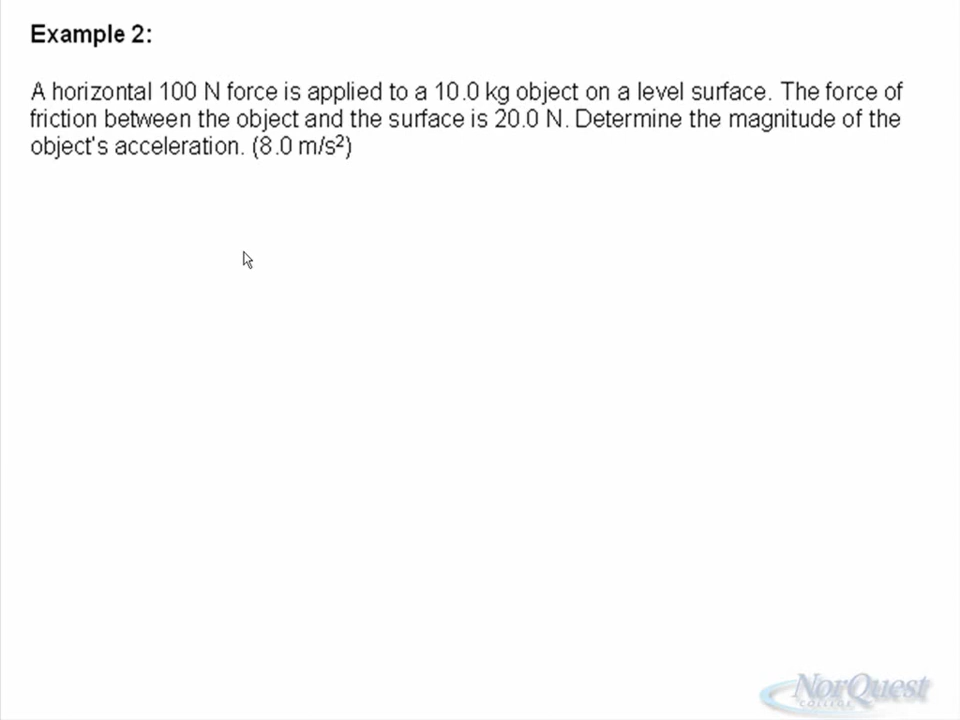 Example 2:
A horizontal 100 N force is applied to a 10.0 kg object on a level surface. The force of
friction between the object and the surface is 20.0 N. Determine the magnitude of the
object's acceleration. (8.0 m/s²)
NorQuest
COLLEGE